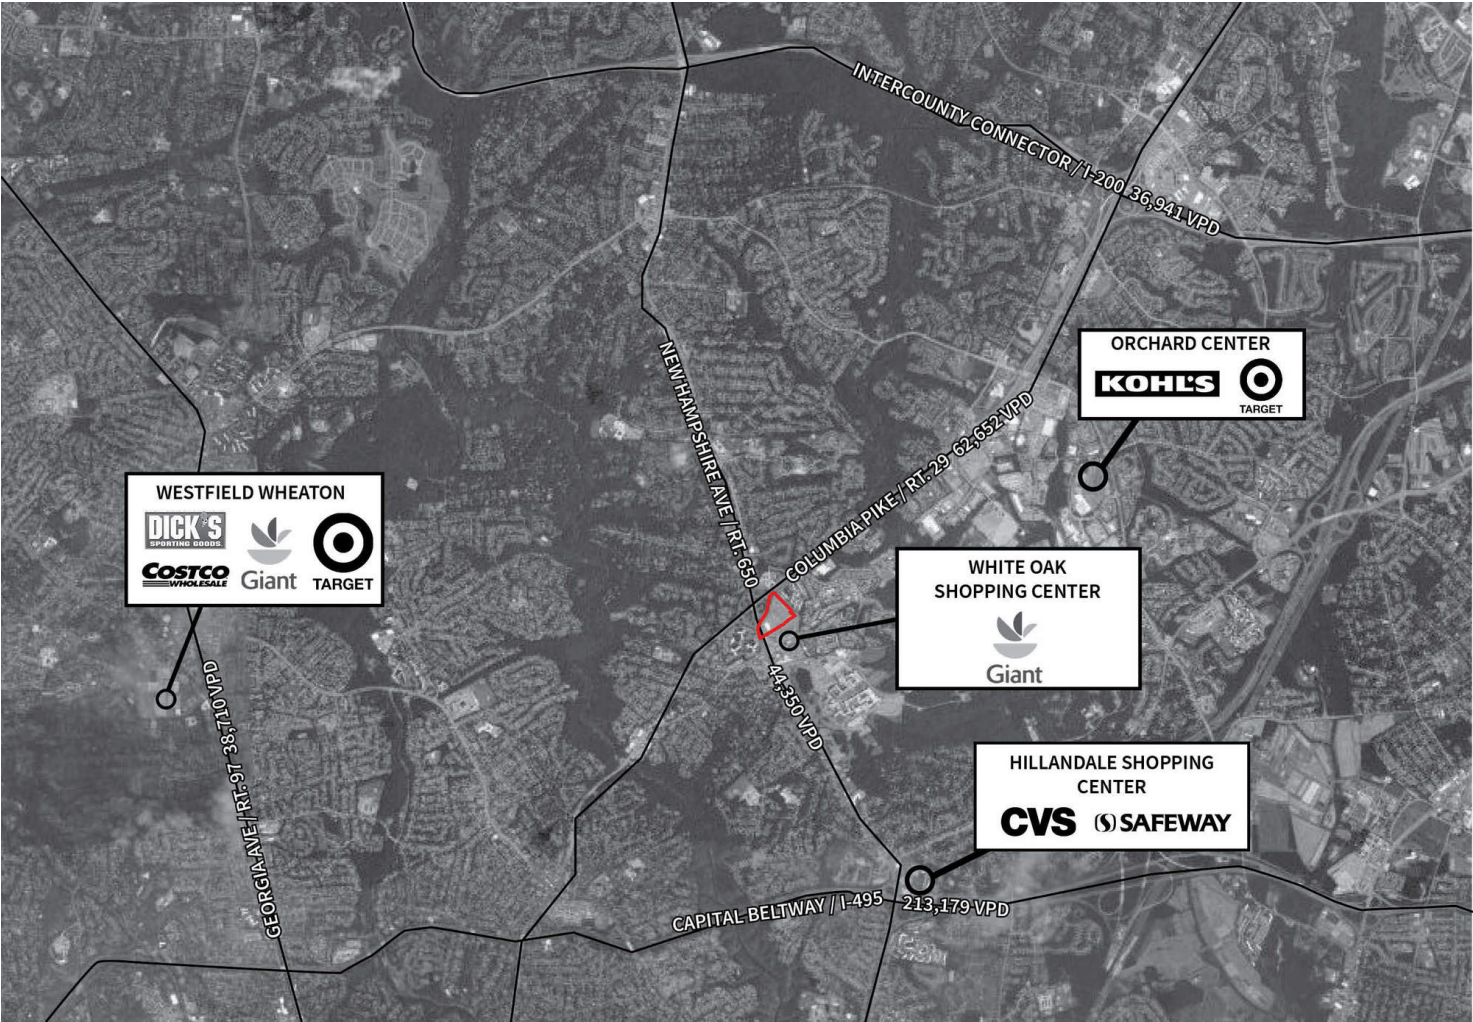 INTERCOUNTY CONNECTOR / I-200 36,941 VPD
NEW HAMPSHIRE AVE / RT. 650
COLUMBIA PIKE / RT. 29 62,652 VPD
ORCHARD CENTER
KOHL'S
TARGET
WESTFIELD WHEATON
DICK'S
SPORTING GOODS.
COSTCO
WHOLESALE
Giant
TARGET
WHITE OAK
SHOPPING CENTER
Giant
44,350 VPD
GEORGIA AVE / RT. 97 38,710 VPD
HILLANDALE SHOPPING
CENTER
CVS
SAFEWAY
CAPITAL BELTWAY / I-495 213,179 VPD